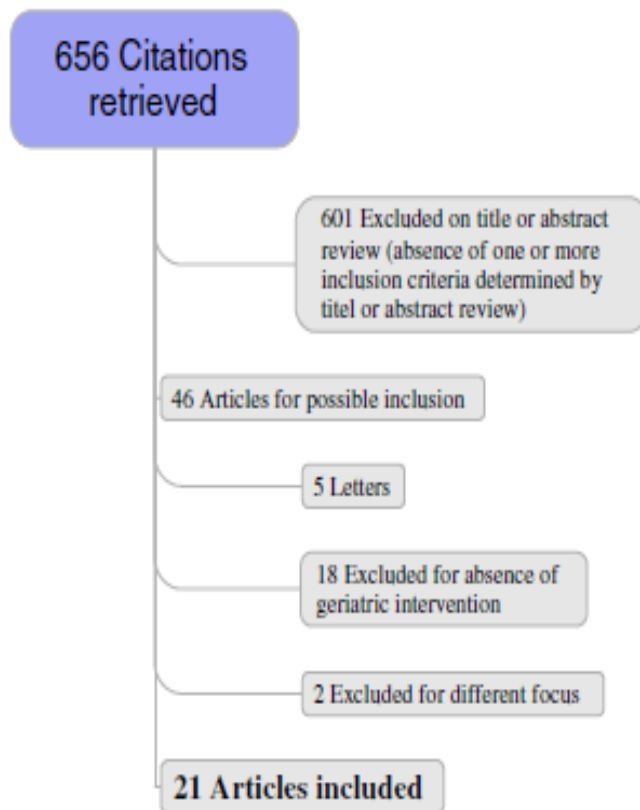 656 Citations
retrieved
601 Excluded on title or abstract
review (absence of one or more
inclusion criteria determined by
titel or abstract review)
46 Articles for possible inclusion
5 Letters
18 Excluded for absence of
geriatric intervention
2 Excluded for different focus
21 Articles included